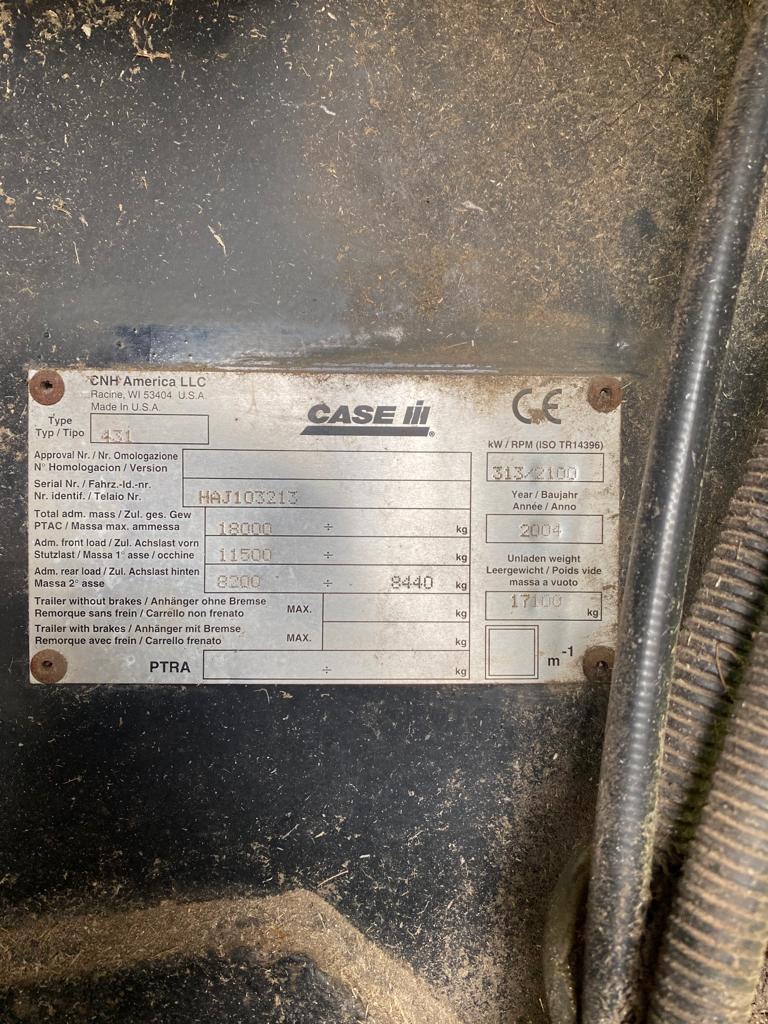 CNH America LLC
Racine, WI 53404 U.S.A.
Made In U.S.A.
Type
Typ / Tipo
431
CASE IH
®
CE
kW / RPM (ISO TR14396)
313/2100
Approval Nr. / Nr. Omologazione
N° Homologacion / Version
Serial Nr. / Fahrz.-Id.-nr.
Nr. identif. / Telaio Nr.
HAJ103213
Year / Baujahr
Année / Anno
2004
Total adm. mass / Zul. ges. Gew
PTAC / Massa max. ammessa
18000 ÷ kg
Adm. front load / Zul. Achslast vorn
Stutzlast / Massa 1° asse / occhine
11500 ÷ kg
Adm. rear load / Zul. Achslast hinten
Massa 2° asse
8200 ÷ 8440 kg
Unladen weight
Leergewicht / Poids vide
massa a vuoto
17100 kg
Trailer without brakes / Anhänger ohne Bremse
Remorque sans frein / Carrello non frenato
MAX. kg
Trailer with brakes / Anhänger mit Bremse
Remorque avec frein / Carrello frenato
MAX. kg
PTRA ÷ kg
m-1